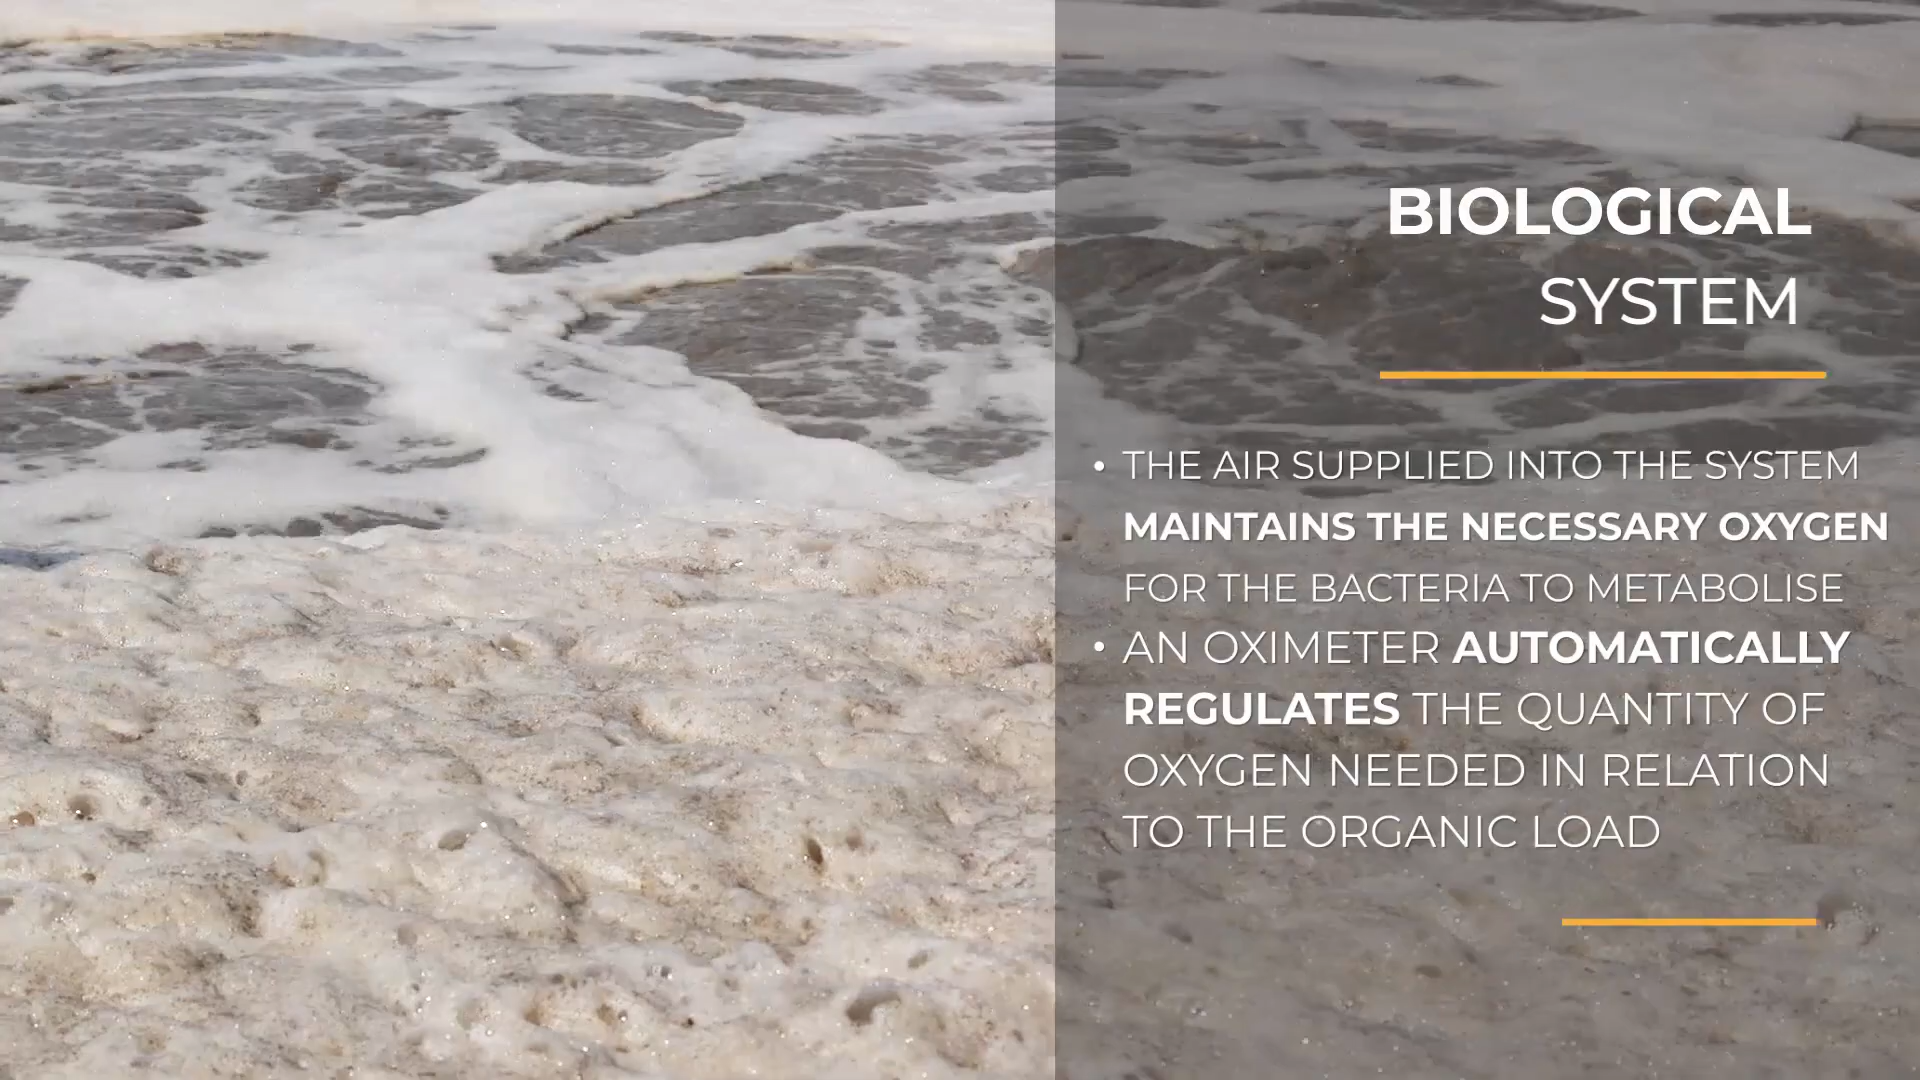 BIOLOGICAL
SYSTEM
• THE AIR SUPPLIED INTO THE SYSTEM
MAINTAINS THE NECESSARY OXYGEN
FOR THE BACTERIA TO METABOLISE
• AN OXIMETER AUTOMATICALLY
REGULATES THE QUANTITY OF
OXYGEN NEEDED IN RELATION
TO THE ORGANIC LOAD